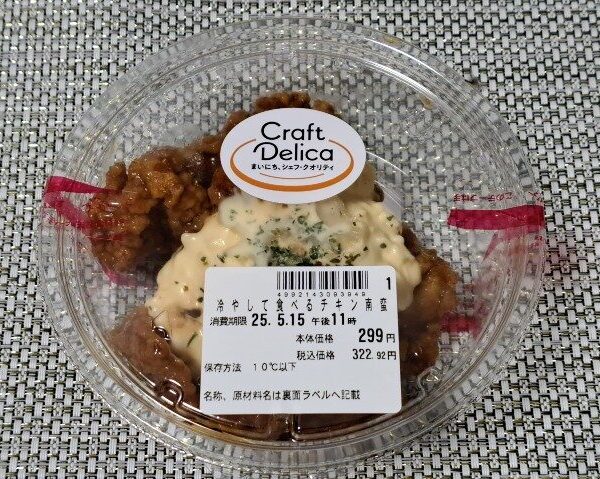 Craft
Delica
まいにち、シェフ・クオリティ
4992143093949
1
冷やして食べるチキン南蛮
消費期限 25.5.15 午後11時
本体価格 299円
税込価格 322.92円
保存方法 10℃以下
名称、原材料名は裏面ラベルへ記載